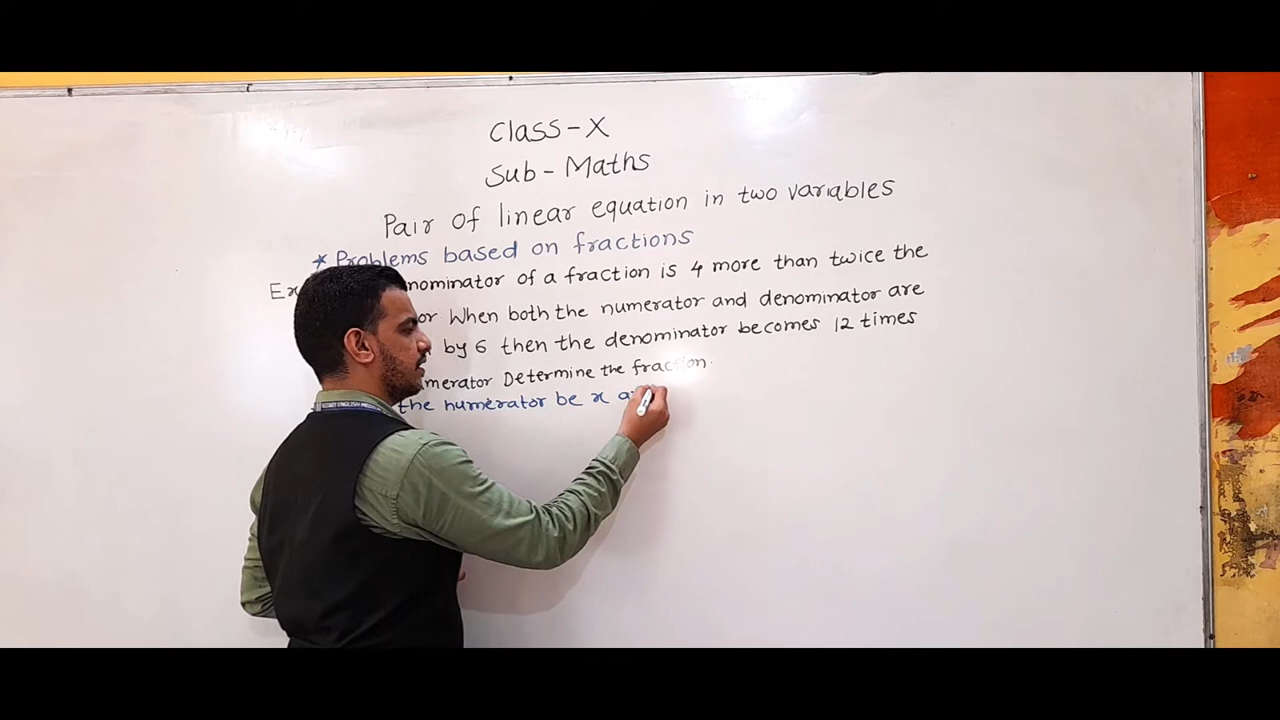 Class-X
Sub-Maths
Pair of linear equation in two variables
* Problems based on fractions
nominator of a fraction is 4 more than twice the
or When both the numerator and denominator are
by 6 then the denominator becomes 12 times
merator Determine the fraction.
the numerator be x a